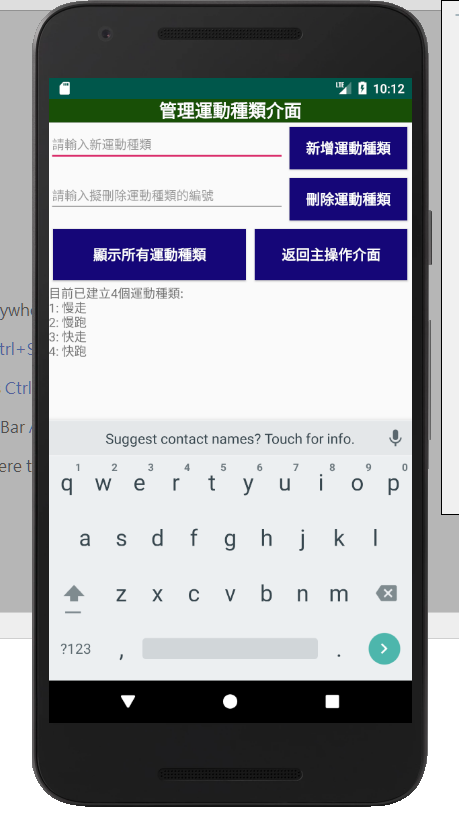 LTE 10:12
管理運動種類介面
請輸入新運動種類
新增運動種類
請輸入擬刪除運動種類的編號
刪除運動種類
顯示所有運動種類
返回主操作介面
目前已建立4個運動種類:
1: 慢走
2: 慢跑
3: 快走
4: 快跑
Suggest contact names? Touch for info.
1 2 3 4 5 6 7 8 9 0
q w e r t y u i o p
a s d f g h j k l
z x c v b n m
?123 , .
Ctrl
Bar